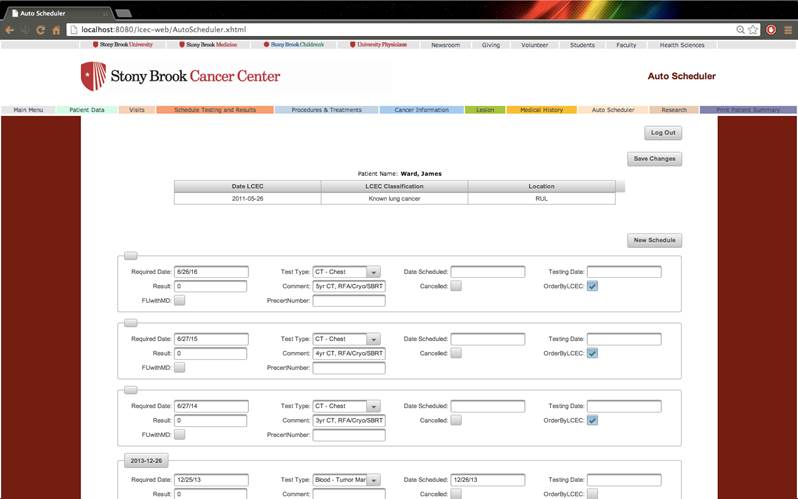 Auto Scheduler
localhost:8080/lcec-web/AutoScheduler.xhtml
Stony Brook University Stony Brook Medicine Stony Brook Children's University Physicians Newsroom Giving Volunteer Students Faculty Health Sciences
Stony Brook Cancer Center
Auto Scheduler
Main Menu Patient Data Visits Schedule Testing and Results Procedures & Treatments Cancer Information Lesion Medical History Auto Scheduler Research Print Patient Summary
Log Out
Save Changes
Patient Name: Ward, James
Date LCEC LCEC Classification Location
2011-05-26 Known lung cancer RUL
New Schedule
Required Date: 6/26/16 Test Type: CT - Chest Date Scheduled: Testing Date:
Result: 0 Comment: 5yr CT, RFA/Cryo/SBRT Cancelled: OrderByLCEC:
FUwithMD: PrecertNumber:
Required Date: 6/27/15 Test Type: CT - Chest Date Scheduled: Testing Date:
Result: 0 Comment: 4yr CT, RFA/Cryo/SBRT Cancelled: OrderByLCEC:
FUwithMD: PrecertNumber:
Required Date: 6/27/14 Test Type: CT - Chest Date Scheduled: Testing Date:
Result: 0 Comment: 3yr CT, RFA/Cryo/SBRT Cancelled: OrderByLCEC:
FUwithMD: PrecertNumber:
2013-12-26
Required Date: 12/25/13 Test Type: Blood - Tumor Mar Date Scheduled: 12/26/13 Testing Date:
Result: 0 Comment: Cancelled: OrderByLCEC: